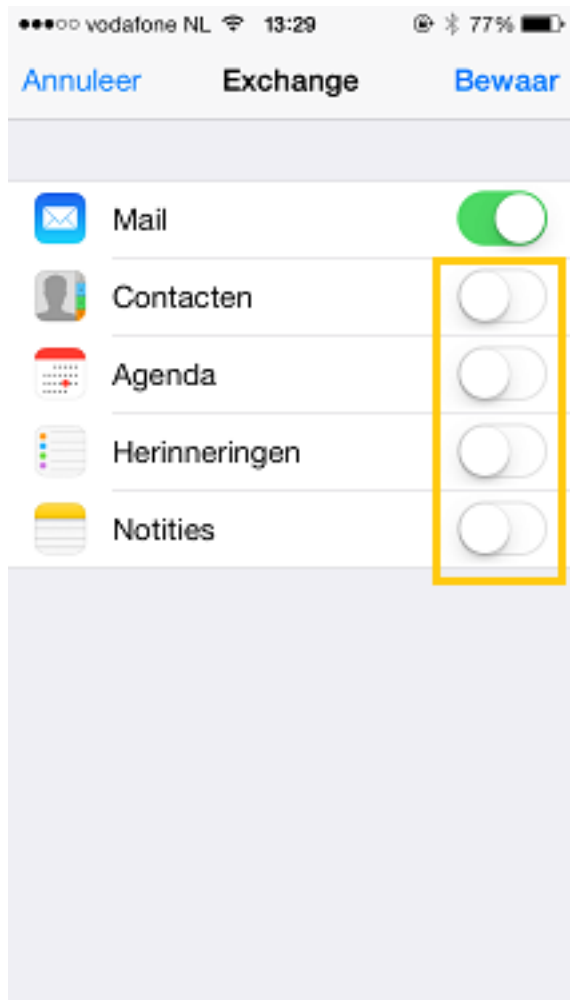 vodafone NL 13:29 77%
Annuleer Exchange Bewaar
Mail
Contacten
Agenda
Herinneringen
Notities